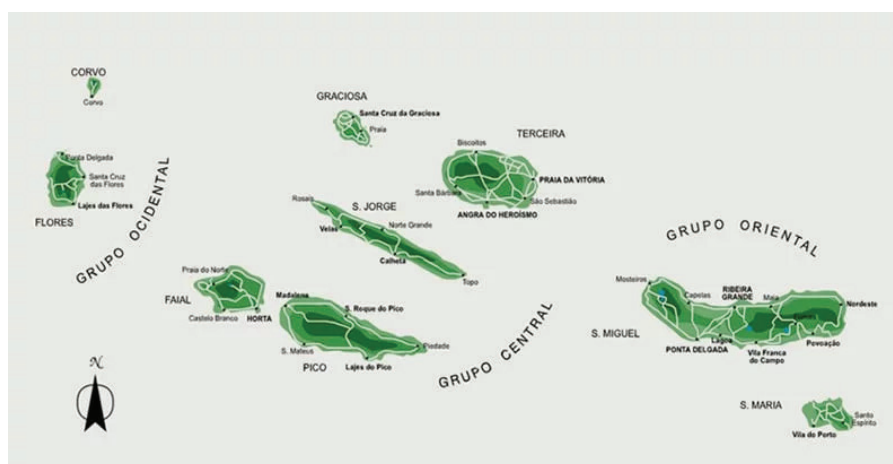 CORVO
Corvo
Ponta Delgada
Santa Cruz
das Flores
Lajes das Flores
FLORES
GRUPO OCIDENTAL
GRACIOSA
Santa Cruz da Graciosa
Praia
TERCEIRA
Biscoitos
PRAIA DA VITÓRIA
Santa Bárbara
São Sebastião
ANGRA DO HEROÍSMO
Rosais
S. JORGE
Velas
Norte Grande
Calheta
Topo
Praia do Norte
FAIAL
Castelo Branco
HORTA
Madalena
S. Roque do Pico
S. Mateus
Piedade
Lajes do Pico
PICO
GRUPO CENTRAL
GRUPO ORIENTAL
Mosteiros
Capelas
RIBEIRA
GRANDE
Maia
Nordeste
Furnas
S. MIGUEL
PONTA DELGADA
Lagoa
Vila Franca
do Campo
Povoação
S. MARIA
Santo
Espírito
Vila do Porto
N